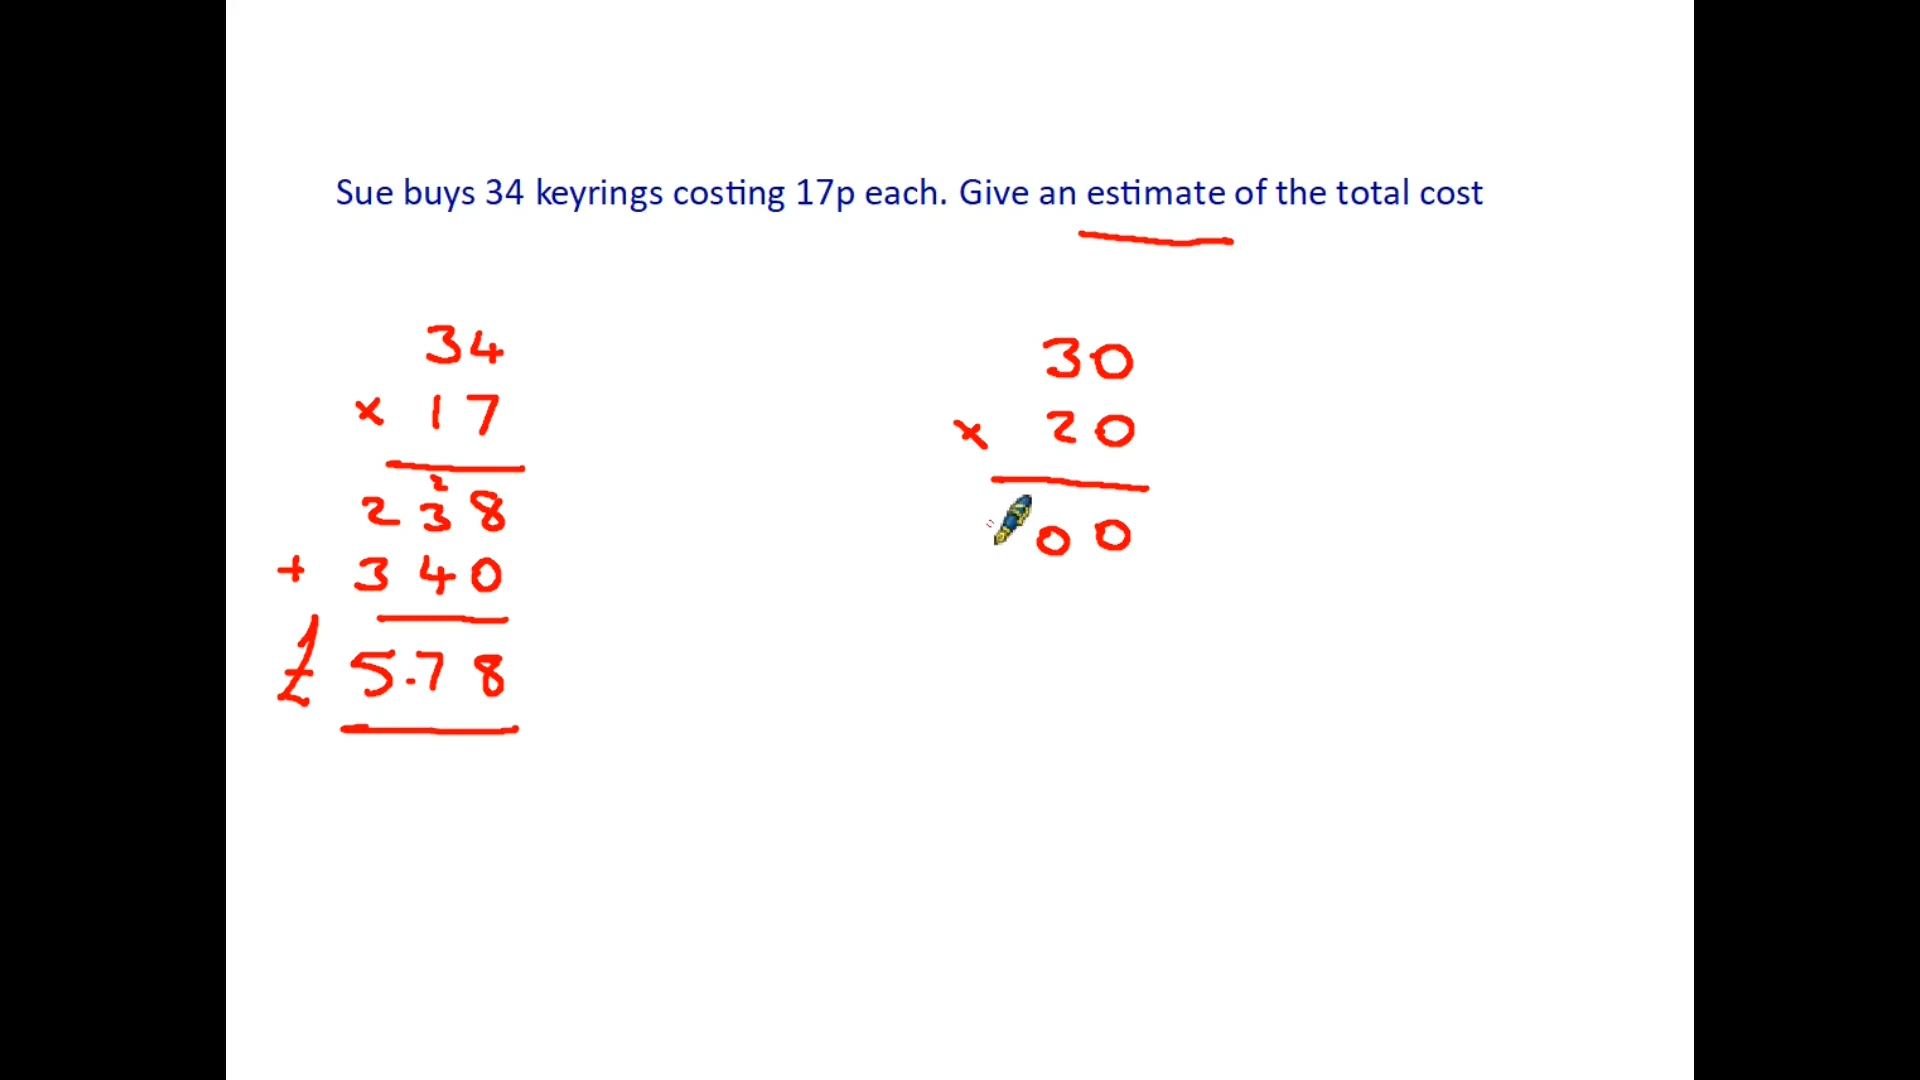 Sue buys 34 keyrings costing 17p each. Give an estimate of the total cost
34
x 17
2
238
+ 340
£ 5.78
30
x 20
00